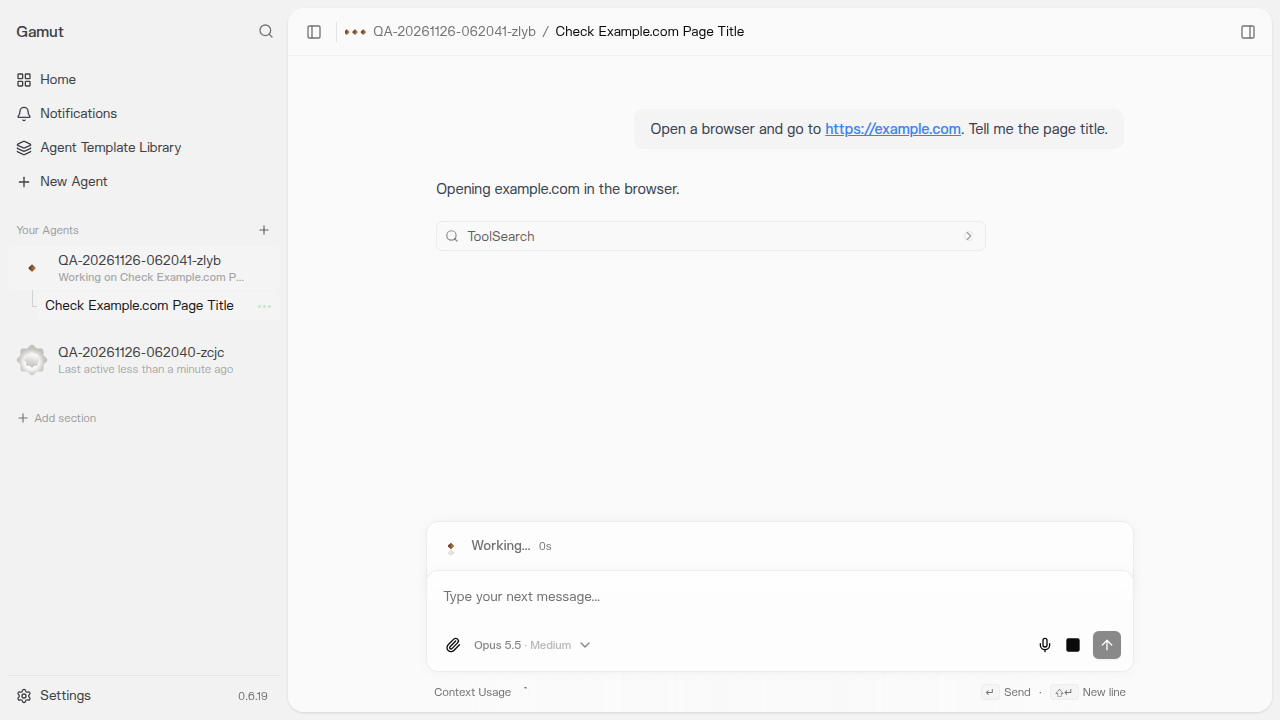 Gamut
Home
Notifications
Agent Template Library
New Agent
Your Agents
QA-20261126-062041-zlyb
Working on Check Example.com P...
Check Example.com Page Title
QA-20261126-062040-zcjc
Last active less than a minute ago
Add section
Settings
0.6.19
QA-20261126-062041-zlyb / Check Example.com Page Title
Open a browser and go to https://example.com. Tell me the page title.
Opening example.com in the browser.
ToolSearch
Working... 0s
Type your next message...
Opus 5.5 · Medium
Context Usage
Send · New line